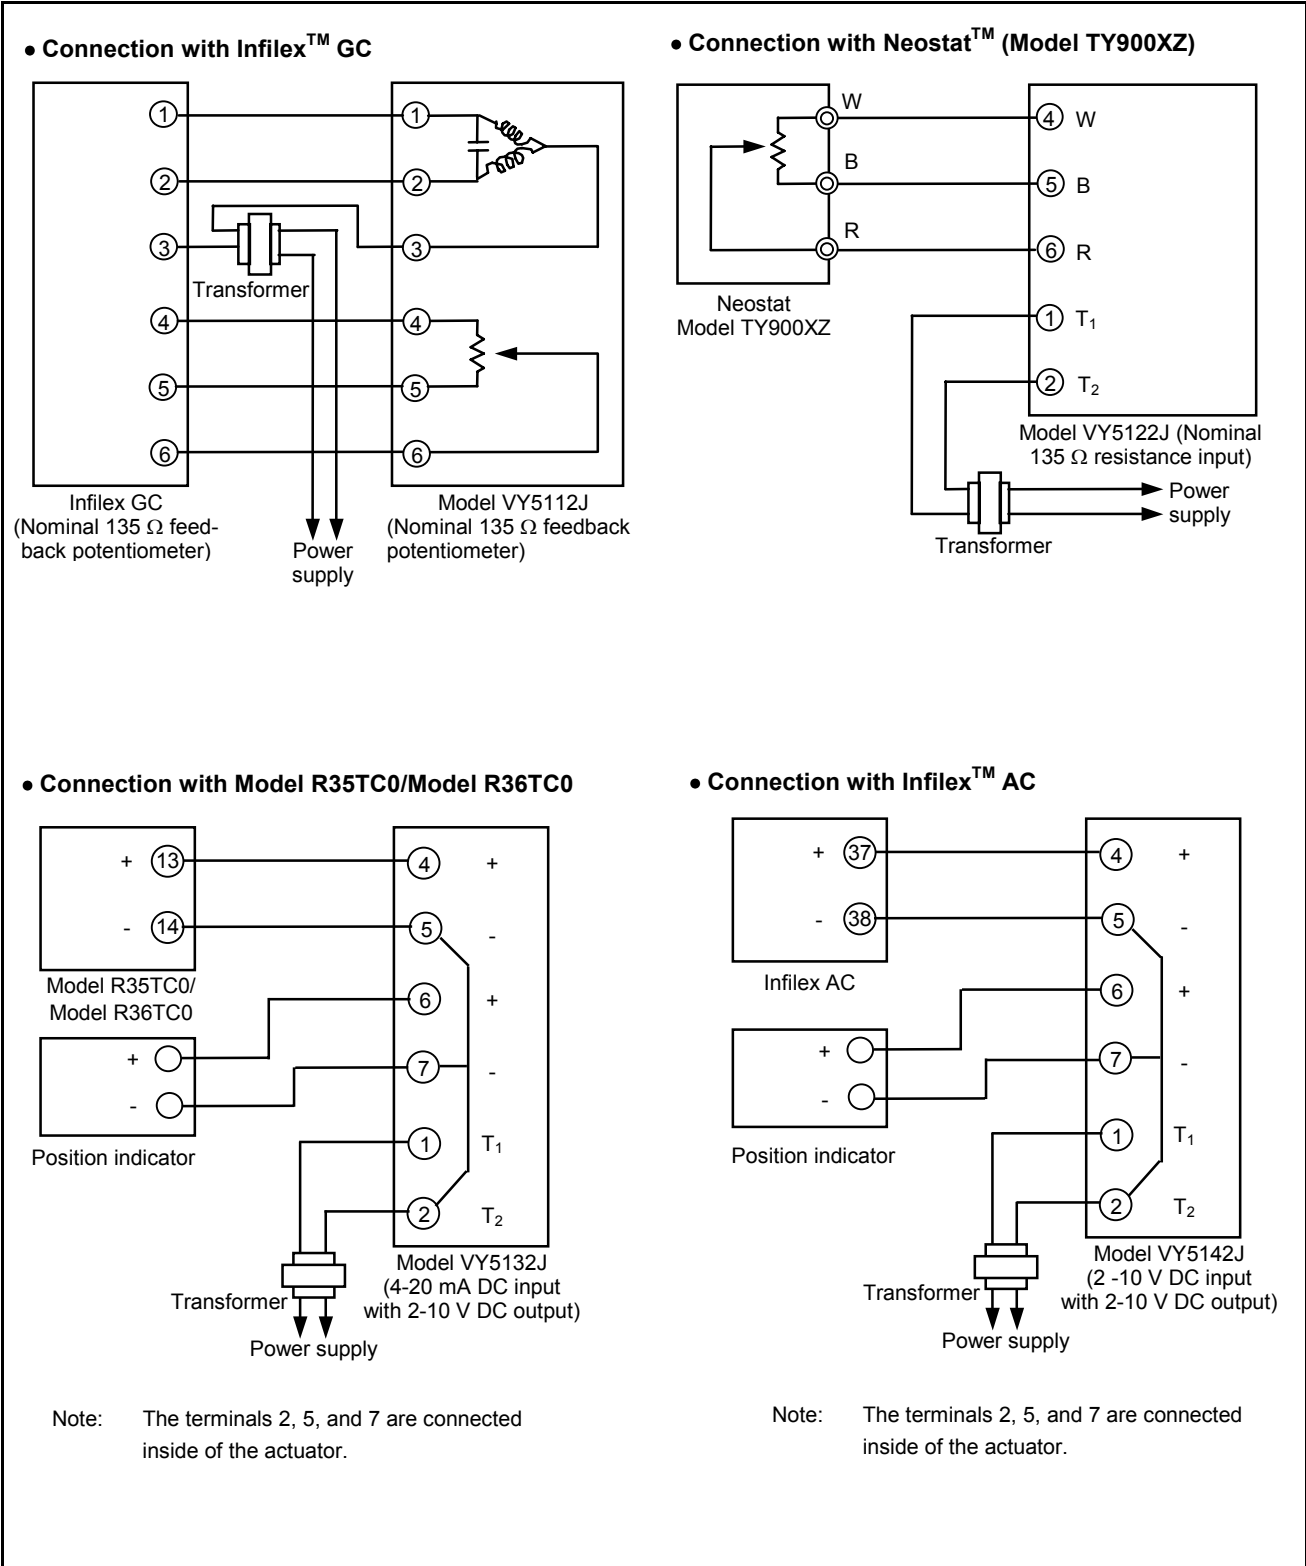 • Connection with Infilex™ GC
1
2
3
4
5
6
1
2
3
4
5
6
Transformer
Infilex GC
(Nominal 135 Ω feed-
back potentiometer)
Power
supply
Model VY5112J
(Nominal 135 Ω feedback
potentiometer)
• Connection with Neostat™ (Model TY900XZ)
W
B
R
Neostat
Model TY900XZ
4 W
5 B
6 R
1 T₁
2 T₂
Model VY5122J (Nominal
135 Ω resistance input)
Power
supply
Transformer
• Connection with Model R35TC0/Model R36TC0
+ 13
- 14
Model R35TC0/
Model R36TC0
+
-
Position indicator
4 +
5 -
6 +
7 -
1 T₁
2 T₂
Model VY5132J
(4-20 mA DC input
with 2-10 V DC output)
Transformer
Power supply
Note: The terminals 2, 5, and 7 are connected
inside of the actuator.
• Connection with Infilex™ AC
+ 37
- 38
Infilex AC
+
-
Position indicator
4 +
5 -
6 +
7 -
1 T₁
2 T₂
Model VY5142J
(2 -10 V DC input
with 2-10 V DC output)
Transformer
Power supply
Note: The terminals 2, 5, and 7 are connected
inside of the actuator.